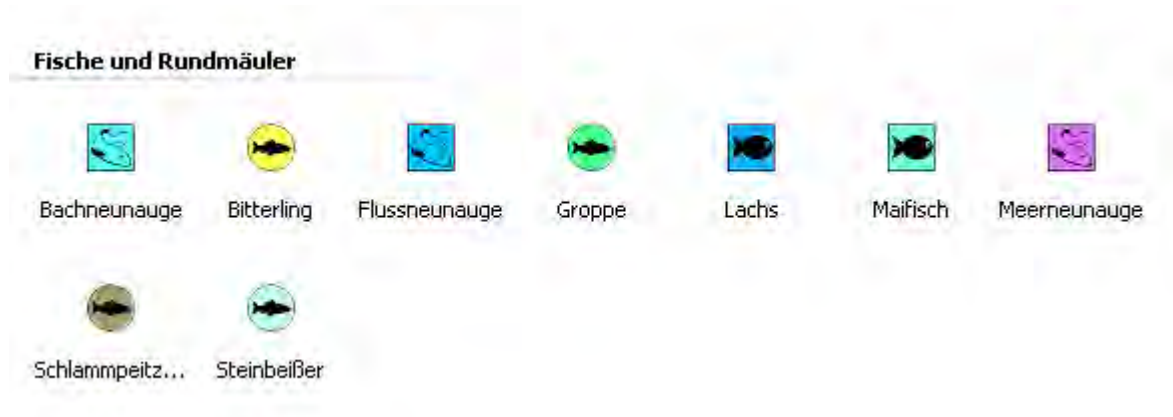 Fische und Rundmäuler
Bachneunauge Bitterling Flussneunauge Groppe Lachs Maifisch Meerneunauge
Schlammpeitz... Steinbeißer